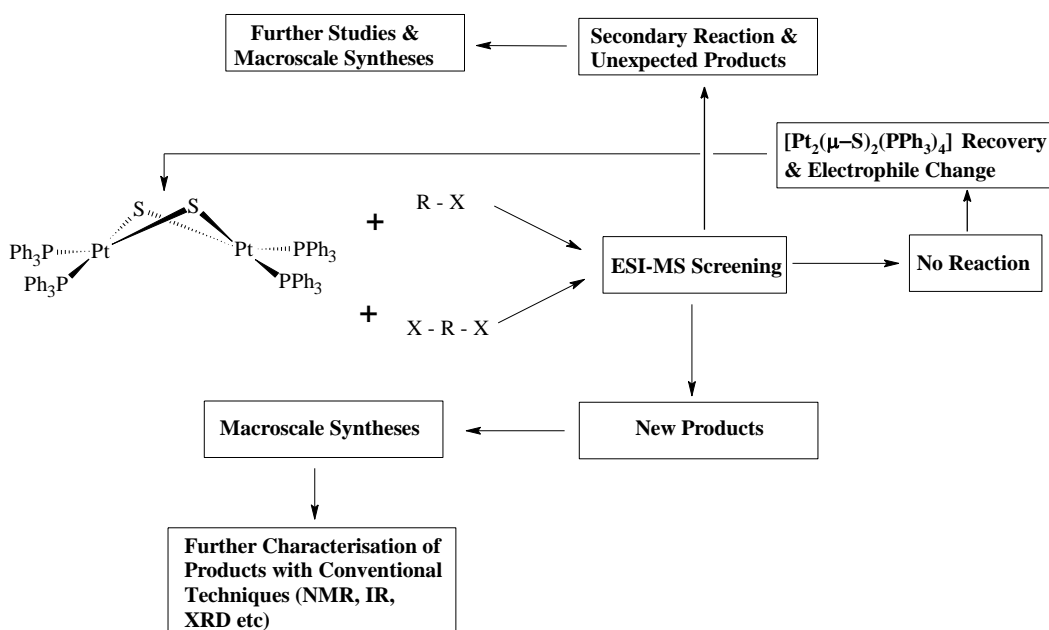 Further Studies &
Macroscale Syntheses
Secondary Reaction &
Unexpected Products
[Pt₂(μ–S)₂(PPh₃)₄] Recovery
& Electrophile Change
S
S
Ph₃P
Pt
Ph₃P
Pt
PPh₃
PPh₃
+
R - X
+
X - R - X
ESI-MS Screening
No Reaction
Macroscale Syntheses
New Products
Further Characterisation of
Products with Conventional
Techniques (NMR, IR,
XRD etc)